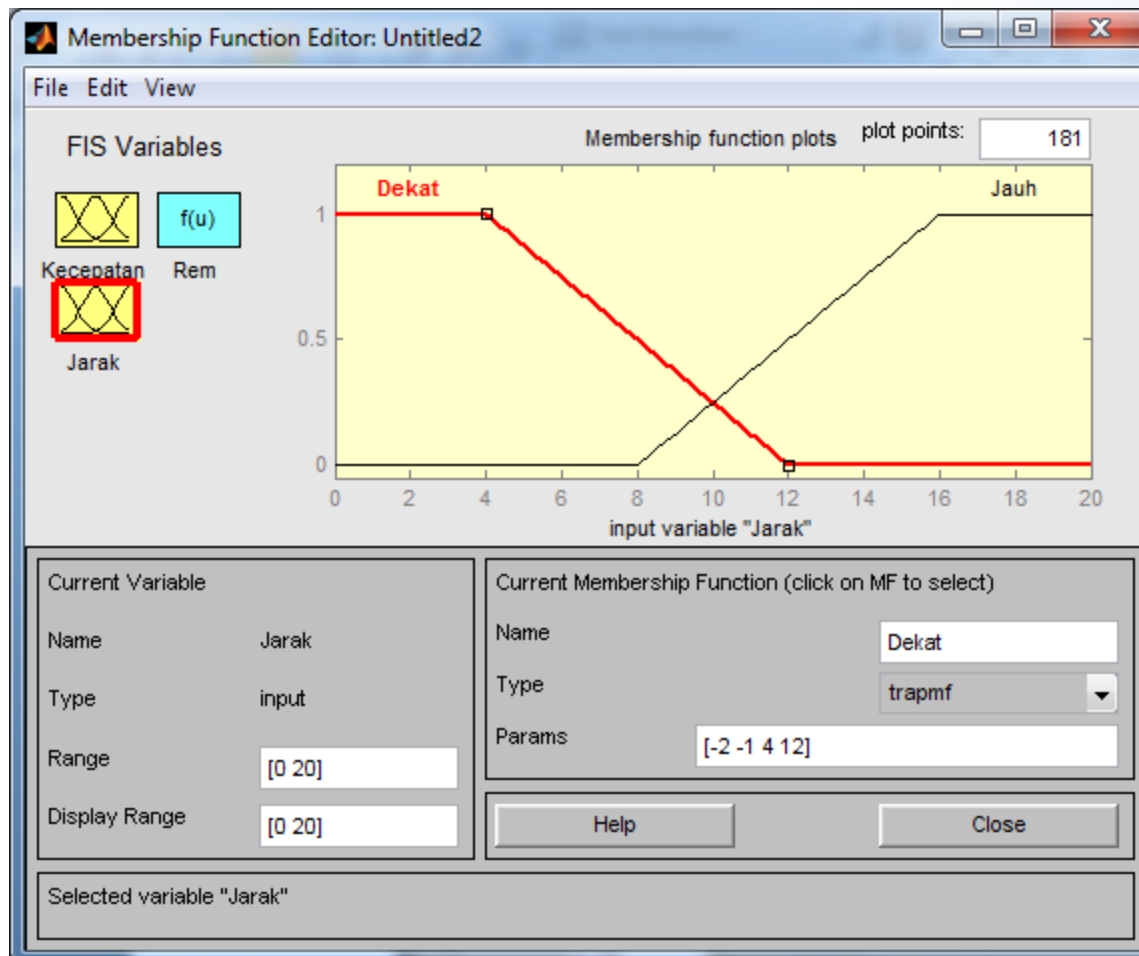 Membership Function Editor: Untitled2
File Edit View
FIS Variables
f(u)
Kecepatan Rem
Jarak
Membership function plots plot points: 181
Dekat Jauh
1
0.5
0
0 2 4 6 8 10 12 14 16 18 20
input variable "Jarak"
Current Variable
Name Jarak
Type input
Range [0 20]
Display Range [0 20]
Current Membership Function (click on MF to select)
Name Dekat
Type trapmf
Params [-2 -1 4 12]
Help Close
Selected variable "Jarak"